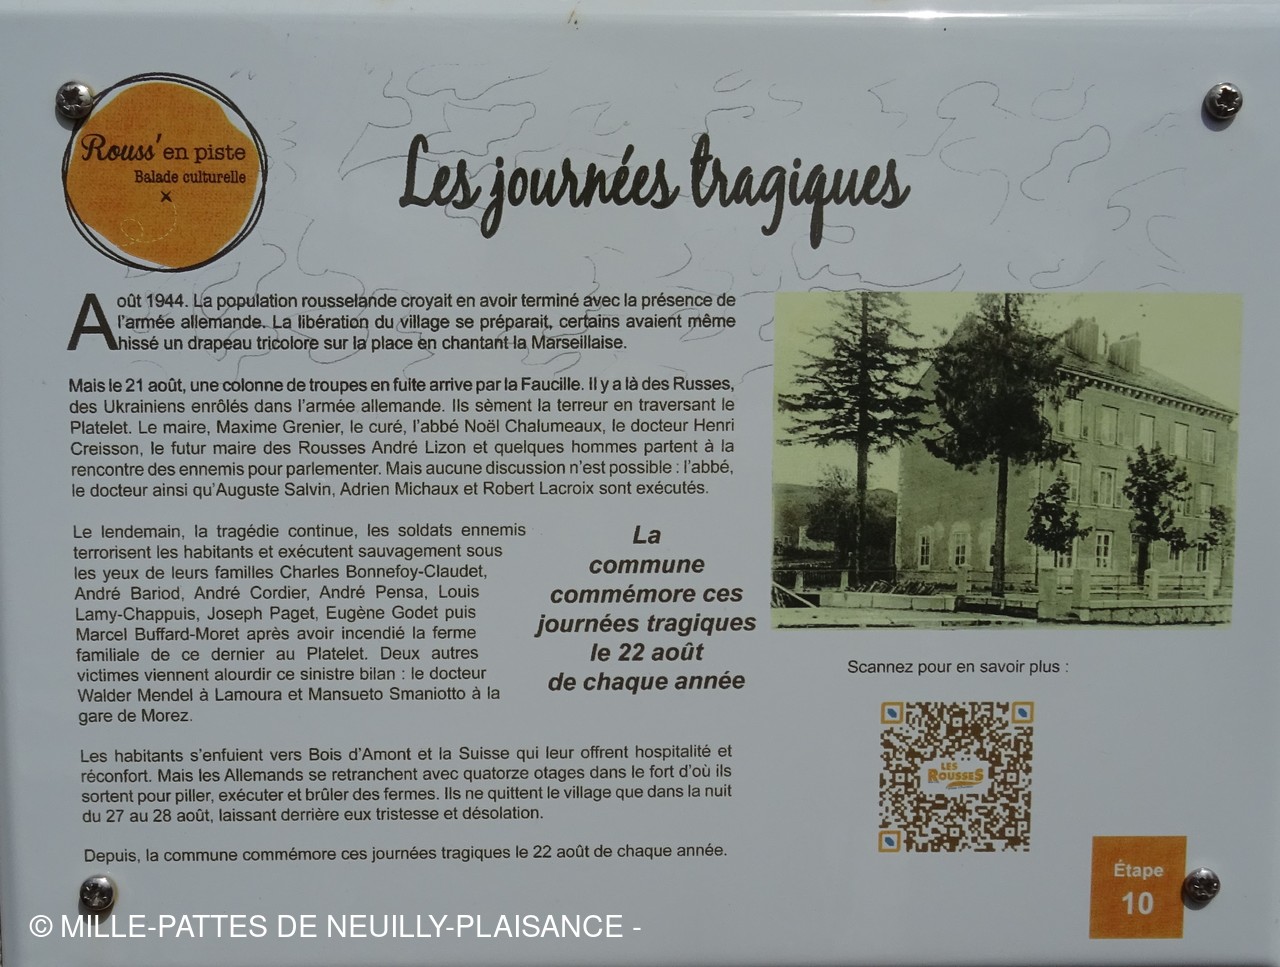 Rouss' en piste
Balade culturelle
Les journées tragiques
Août 1944. La population rousselande croyait en avoir terminé avec la présence de
l'armée allemande. La libération du village se préparait, certains avaient même
hissé un drapeau tricolore sur la place en chantant la Marseillaise.
Mais le 21 août, une colonne de troupes en fuite arrive par la Faucille. Il y a là des Russes,
des Ukrainiens enrôlés dans l'armée allemande. Ils sèment la terreur en traversant le
Platelet. Le maire, Maxime Grenier, le curé, l'abbé Noël Chalumeaux, le docteur Henri
Creisson, le futur maire des Rousses André Lizon et quelques hommes partent à la
rencontre des ennemis pour parlementer. Mais aucune discussion n'est possible : l'abbé,
le docteur ainsi qu'Auguste Salvin, Adrien Michaux et Robert Lacroix sont exécutés.
Le lendemain, la tragédie continue, les soldats ennemis
terrorisent les habitants et exécutent sauvagement sous
les yeux de leurs familles Charles Bonnefoy-Claudet,
André Bariod, André Cordier, André Pensa, Louis
Lamy-Chappuis, Joseph Paget, Eugène Godet puis
Marcel Buffard-Moret après avoir incendié la ferme
familiale de ce dernier au Platelet. Deux autres
victimes viennent alourdir ce sinistre bilan : le docteur
Walder Mendel à Lamoura et Mansueto Smaniotto à la
gare de Morez.
La
commune
commémore ces
journées tragiques
le 22 août
de chaque année
Les habitants s'enfuient vers Bois d'Amont et la Suisse qui leur offrent hospitalité et
réconfort. Mais les Allemands se retranchent avec quatorze otages dans le fort d'où ils
sortent pour piller, exécuter et brûler des fermes. Ils ne quittent le village que dans la nuit
du 27 au 28 août, laissant derrière eux tristesse et désolation.
Depuis, la commune commémore ces journées tragiques le 22 août de chaque année.
Scannez pour en savoir plus :
LES
ROUSSES
Étape
10
© MILLE-PATTES DE NEUILLY-PLAISANCE -